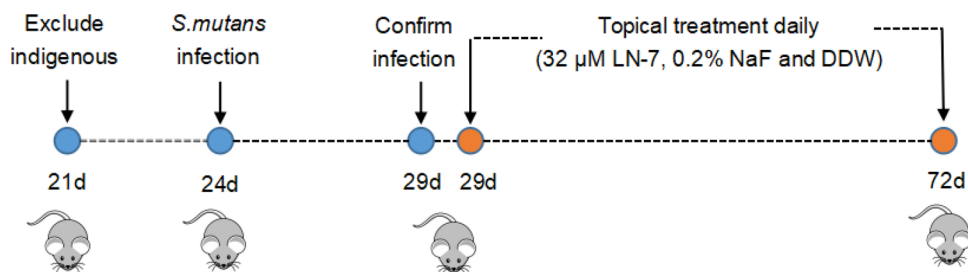 Exclude
indigenous
S.mutans
infection
Confirm
infection
Topical treatment daily
(32 μM LN-7, 0.2% NaF and DDW)
21d
24d
29d
29d
72d